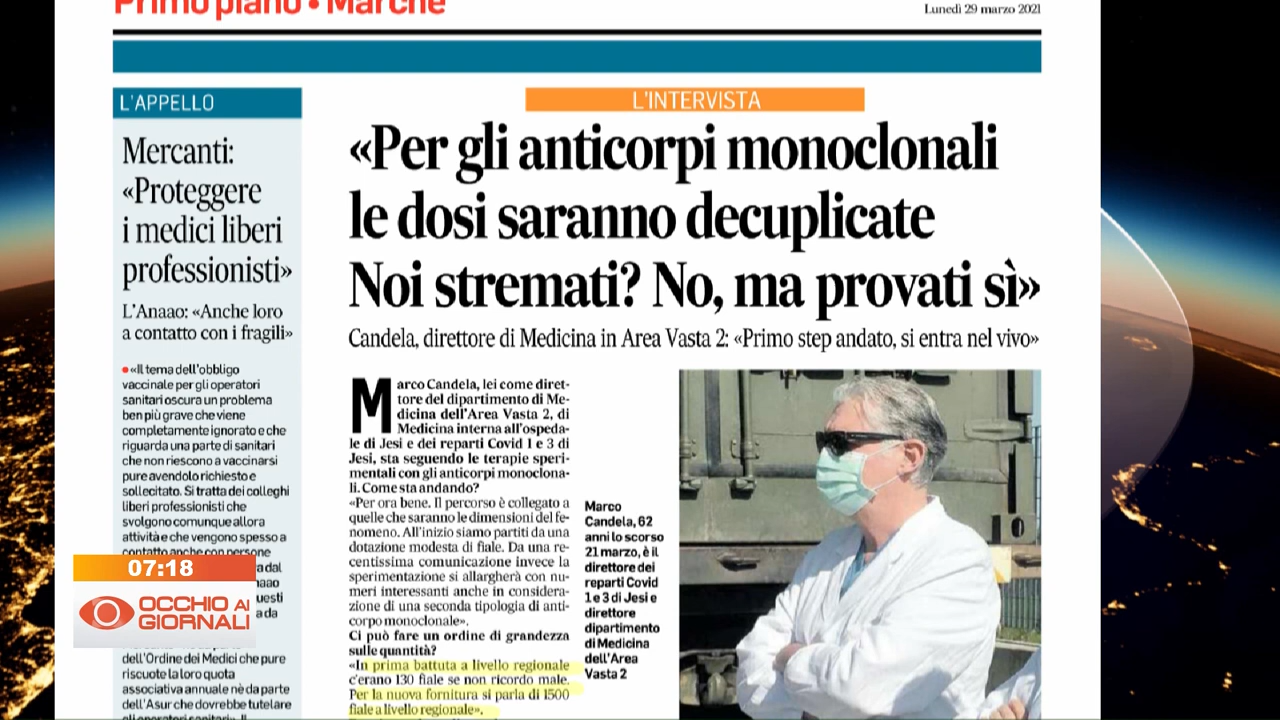 Primo piano • Marche
Lunedì 29 marzo 2021
L'APPELLO
Mercanti:
«Proteggere
i medici liberi
professionisti»
L'Anaao: «Anche loro
a contatto con i fragili»
•«Il tema dell'obbligo
vaccinale per gli operatori
sanitari oscura un problema
ben più grave che viene
completamente ignorato e che
riguarda una parte di sanitari
che non riescono a vaccinarsi
pure avendolo richiesto e
sollecitato. Si tratta dei colleghi
liberi professionisti che
svolgono comunque allora
attività e che vengono spesso a
contatto anche con persone
dell'Ordine dei Medici che pure
riscuote la loro quota
associativa annuale nè da parte
dell'Asur che dovrebbe tutelare
gli operatori sanitari». Il
L'INTERVISTA
«Per gli anticorpi monoclonali
le dosi saranno decuplicate
Noi stremati? No, ma provati sì»
Candela, direttore di Medicina in Area Vasta 2: «Primo step andato, si entra nel vivo»
Marco Candela, lei come diret-
tore del dipartimento di Me-
dicina dell'Area Vasta 2, di
Medicina interna all'ospeda-
le di Jesi e dei reparti Covid 1 e 3 di
Jesi, sta seguendo le terapie speri-
mentali con gli anticorpi monoclona-
li. Come sta andando?
«Per ora bene. Il percorso è collegato a
quelle che saranno le dimensioni del fe-
nomeno. All'inizio siamo partiti da una
dotazione modesta di fiale. Da una re-
centissima comunicazione invece la
sperimentazione si allargherà con nu-
meri interessanti anche in considera-
zione di una seconda tipologia di anti-
corpo monoclonale».
Ci può fare un ordine di grandezza
sulle quantità?
«In prima battuta a livello regionale
c'erano 130 fiale se non ricordo male.
Per la nuova fornitura si parla di 1500
fiale a livello regionale».
Marco
Candela, 62
anni lo scorso
21 marzo, è il
direttore dei
reparti Covid
1 e 3 di Jesi e
direttore
dipartimento
di Medicina
dell'Area
Vasta 2
07:18
OCCHIO AI
GIORNALI